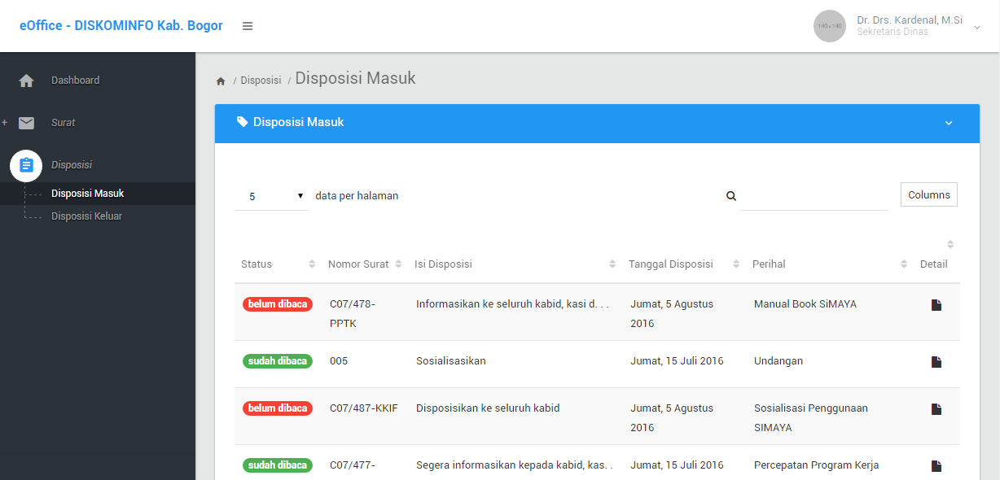 eOffice - DISKOMINFO Kab. Bogor
140×140
Dr. Drs. Kardenal, M.Si
Sekretaris Dinas
Dashboard
+ Surat
Disposisi
Disposisi Masuk
Disposisi Keluar
/ Disposisi / Disposisi Masuk
Disposisi Masuk
5 data per halaman
Columns
Status Nomor Surat Isi Disposisi Tanggal Disposisi Perihal Detail
belum dibaca C07/478- Informasikan ke seluruh kabid, kasi d. . . Jumat, 5 Agustus Manual Book SiMAYA
PPTK 2016
sudah dibaca 005 Sosialisasikan Jumat, 15 Juli 2016 Undangan
belum dibaca C07/487-KKIF Disposisikan ke seluruh kabid Jumat, 5 Agustus Sosialisasi Penggunaan
2016 SIMAYA
sudah dibaca C07/477- Segera informasikan kepada kabid, kas. . Jumat, 15 Juli 2016 Percepatan Program Kerja